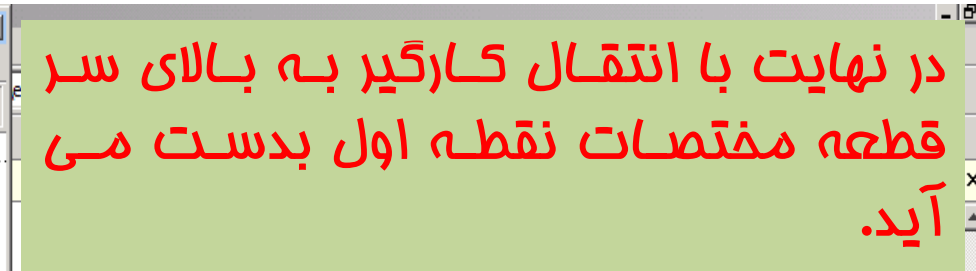 در نهایت با انتقال کارگیر به بالای سر
قطعه مختصات نقطه اول بدست می
آید.